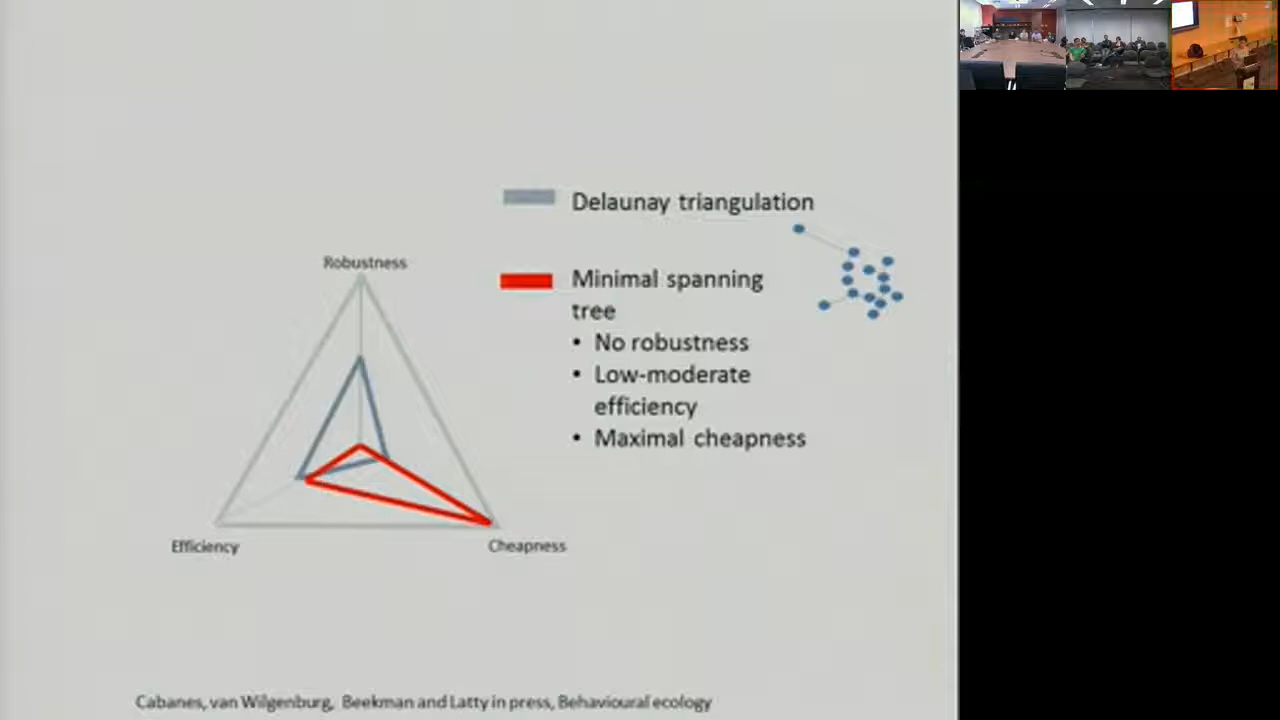 Delaunay triangulation
Minimal spanning
tree
• No robustness
• Low-moderate
efficiency
• Maximal cheapness
Robustness
Efficiency
Cheapness
Cabanes, van Wilgenburg, Beekman and Latty in press, Behavioural ecology